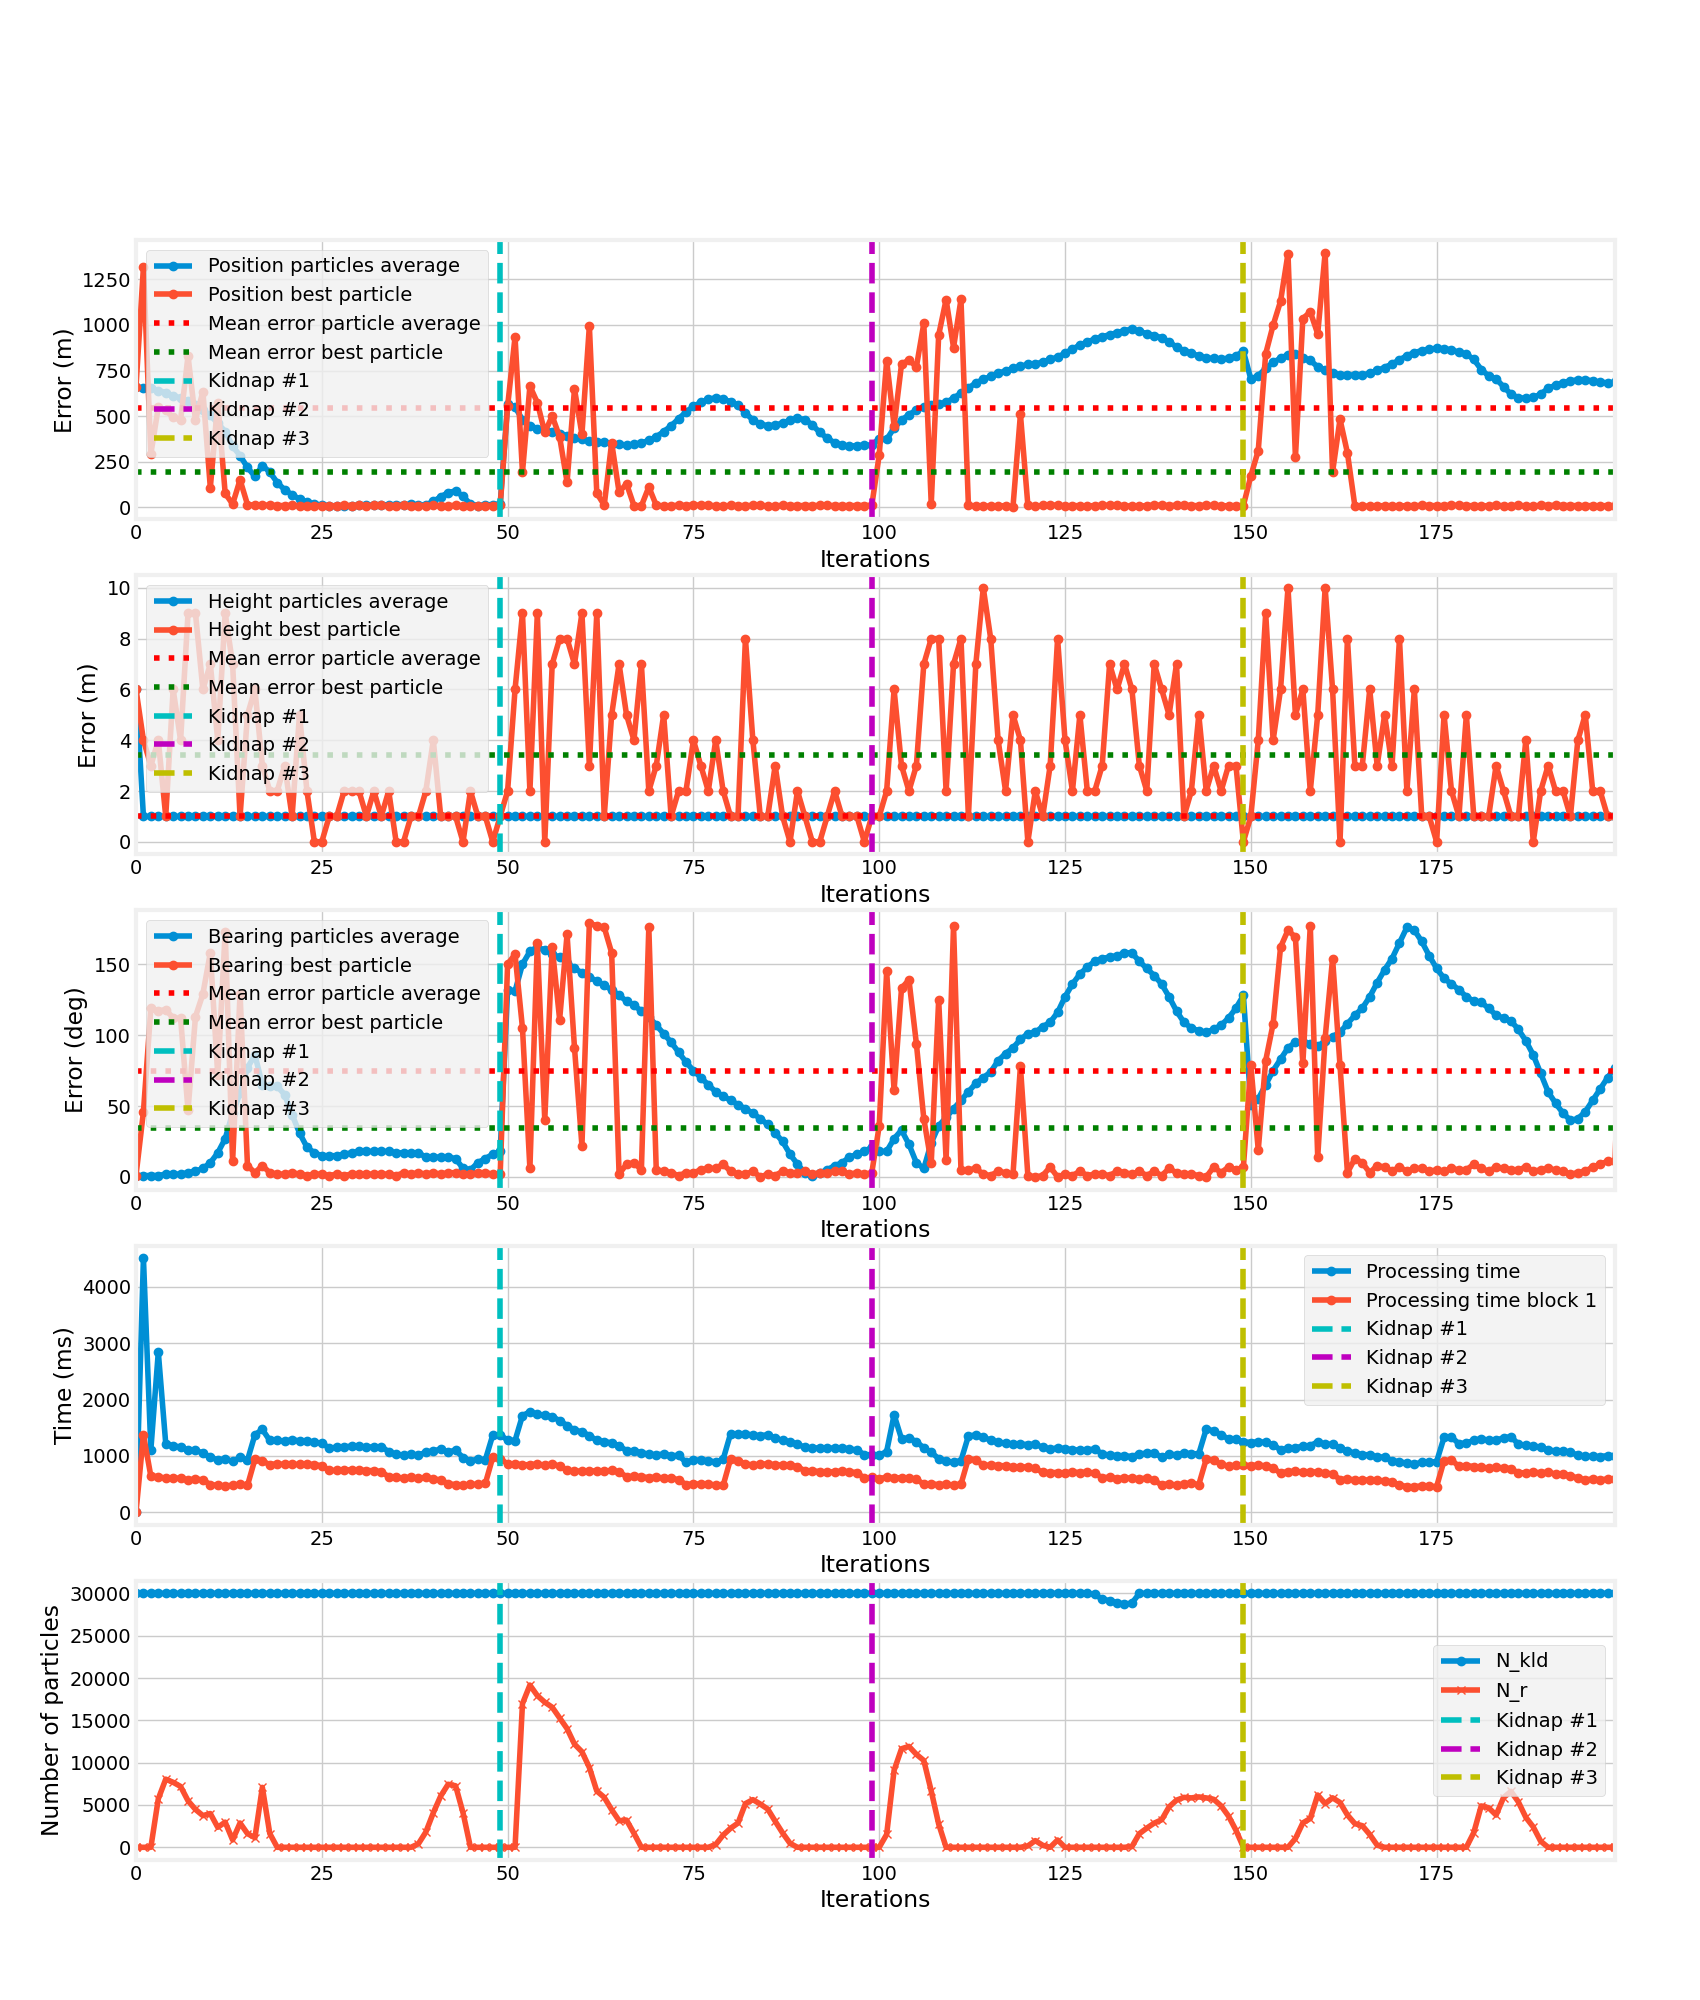 Error (m)
1250
1000
750
500
250
0
Position particles average
Position best particle
Mean error particle average
Mean error best particle
Kidnap #1
Kidnap #2
Kidnap #3
0 25 50 75 100 125 150 175
Iterations
Error (m)
10
8
6
4
2
0
Height particles average
Height best particle
Mean error particle average
Mean error best particle
Kidnap #1
Kidnap #2
Kidnap #3
0 25 50 75 100 125 150 175
Iterations
Error (deg)
150
100
50
0
Bearing particles average
Bearing best particle
Mean error particle average
Mean error best particle
Kidnap #1
Kidnap #2
Kidnap #3
0 25 50 75 100 125 150 175
Iterations
Time (ms)
4000
3000
2000
1000
0
Processing time
Processing time block 1
Kidnap #1
Kidnap #2
Kidnap #3
0 25 50 75 100 125 150 175
Iterations
Number of particles
30000
25000
20000
15000
10000
5000
0
N_kld
N_r
Kidnap #1
Kidnap #2
Kidnap #3
0 25 50 75 100 125 150 175
Iterations